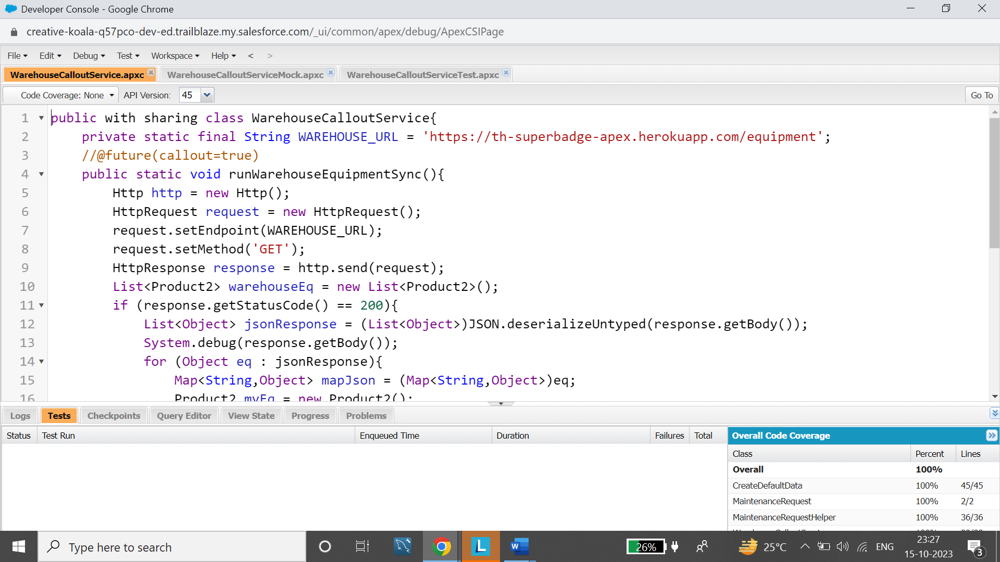 Developer Console - Google Chrome
creative-koala-q57pco-dev-ed.trailblaze.my.salesforce.com/_ui/common/apex/debug/ApexCSIPage
File Edit Debug Test Workspace Help < >
WarehouseCalloutService.apxc WarehouseCalloutServiceMock.apxc WarehouseCalloutServiceTest.apxc
Code Coverage: None API Version: 45 Go To
1 public with sharing class WarehouseCalloutService{
2 private static final String WAREHOUSE_URL = 'https://th-superbadge-apex.herokuapp.com/equipment';
3 //@future(callout=true)
4 public static void runWarehouseEquipmentSync(){
5 Http http = new Http();
6 HttpRequest request = new HttpRequest();
7 request.setEndpoint(WAREHOUSE_URL);
8 request.setMethod('GET');
9 HttpResponse response = http.send(request);
10 List<Product2> warehouseEq = new List<Product2>();
11 if (response.getStatusCode() == 200){
12 List<Object> jsonResponse = (List<Object>)JSON.deserializeUntyped(response.getBody());
13 System.debug(response.getBody());
14 for (Object eq : jsonResponse){
15 Map<String,Object> mapJson = (Map<String,Object>)eq;
16 Product2 myEq = new Product2();
Logs Tests Checkpoints Query Editor View State Progress Problems
Status Test Run Enqueued Time Duration Failures Total
Overall Code Coverage
Class Percent Lines
Overall 100%
CreateDefaultData 100% 45/45
MaintenanceRequest 100% 2/2
MaintenanceRequestHelper 100% 36/36
Type here to search
26%
25°C
ENG
23:27
15-10-2023
3